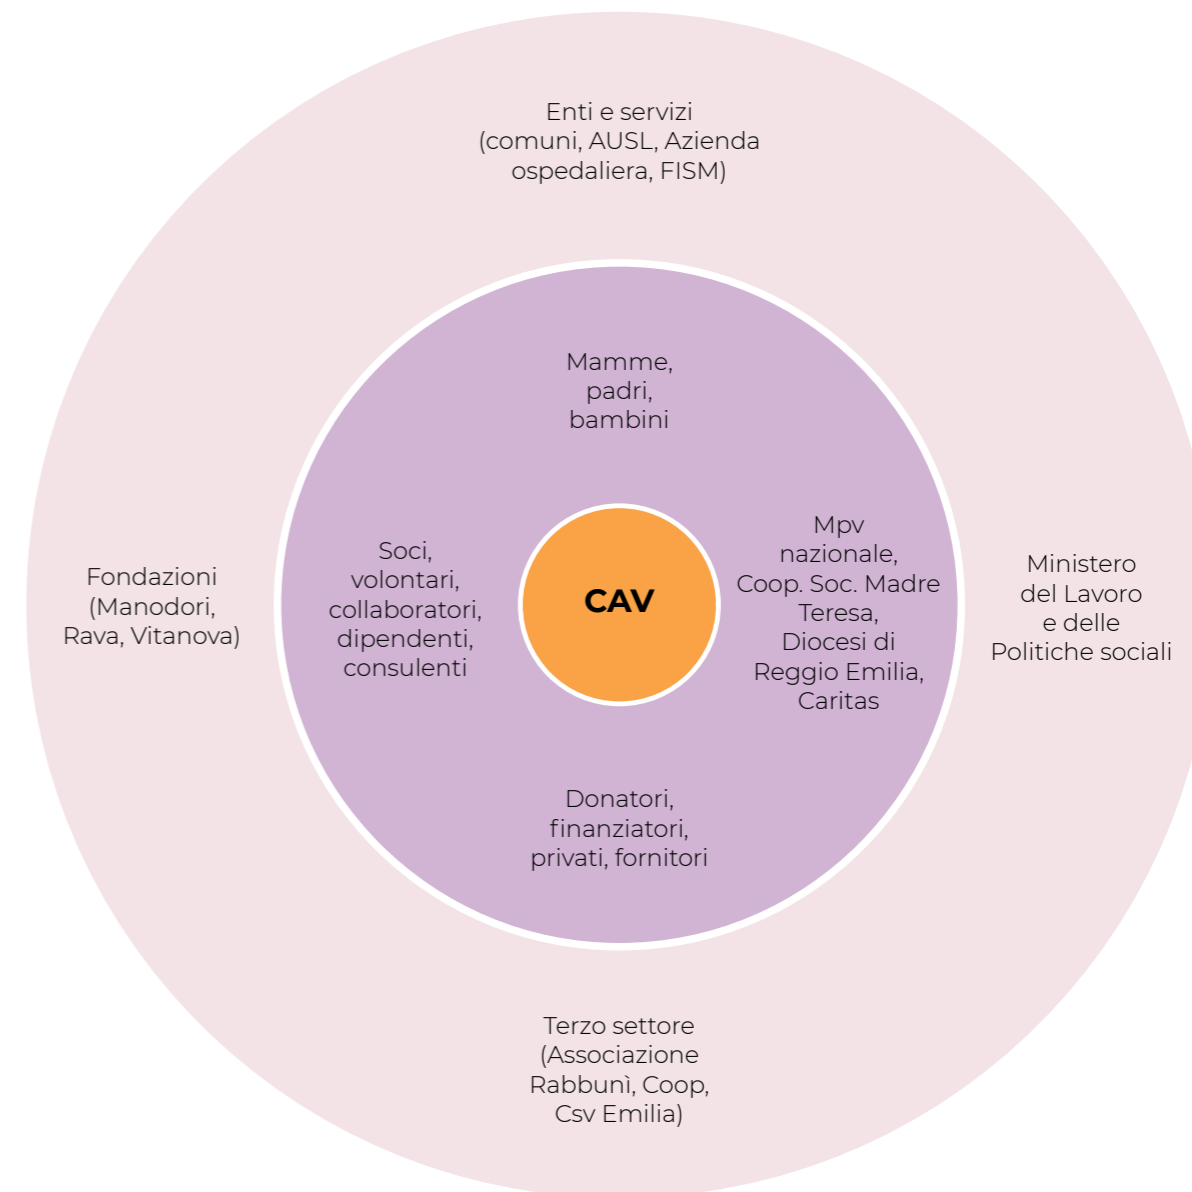 Enti e servizi
(comuni, AUSL, Azienda
ospedaliera, FISM)
Mamme,
padri,
bambini
Fondazioni
(Manodori,
Rava, Vitanova)
Soci,
volontari,
collaboratori,
dipendenti,
consulenti
CAV
Mpv
nazionale,
Coop. Soc. Madre
Teresa,
Diocesi di
Reggio Emilia,
Caritas
Ministero
del Lavoro
e delle
Politiche sociali
Donatori,
finanziatori,
privati, fornitori
Terzo settore
(Associazione
Rabbunì, Coop,
Csv Emilia)